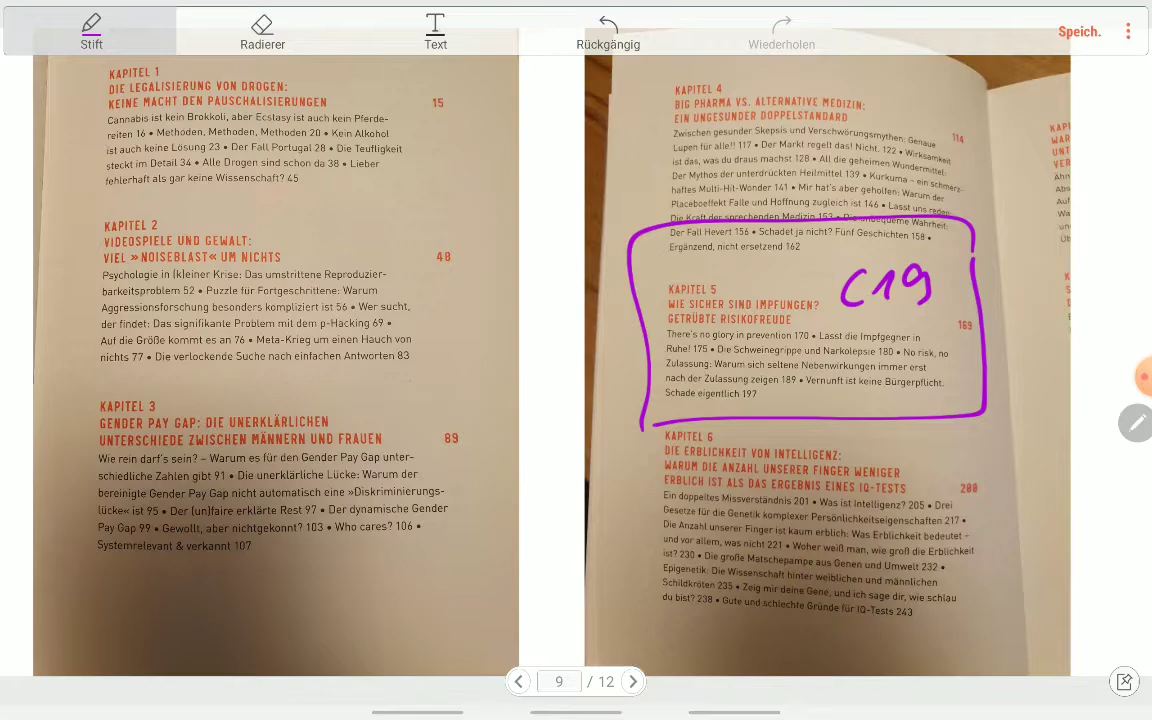 Stift
Radierer
Text
Rückgängig
Wiederholen
Speich.
KAPITEL 1
DIE LEGALISIERUNG VON DROGEN:
KEINE MACHT DEN PAUSCHALISIERUNGEN 15
Cannabis ist kein Brokkoli, aber Ecstasy ist auch kein Pferde-
reiten 16 • Methoden, Methoden, Methoden 20 • Kein Alkohol
ist auch keine Lösung 23 • Der Fall Portugal 28 • Die Teufligkeit
steckt im Detail 34 • Alle Drogen sind schon da 38 • Lieber
fehlerhaft als gar keine Wissenschaft? 45
KAPITEL 2
VIDEOSPIELE UND GEWALT:
VIEL »NOISEBLAST« UM NICHTS 48
Psychologie in (k)leiner Krise: Das umstrittene Reproduzier-
barkeitsproblem 52 • Puzzle für Fortgeschrittene: Warum
Aggressionsforschung besonders kompliziert ist 56 • Wer sucht,
der findet: Das signifikante Problem mit dem p-Hacking 69 •
Auf die Größe kommt es an 76 • Meta-Krieg um einen Hauch von
nichts 77 • Die verlockende Suche nach einfachen Antworten 83
KAPITEL 3
GENDER PAY GAP: DIE UNERKLÄRLICHEN
UNTERSCHIEDE ZWISCHEN MÄNNERN UND FRAUEN 89
Wie rein darf's sein? – Warum es für den Gender Pay Gap unter-
schiedliche Zahlen gibt 91 • Die unerklärliche Lücke: Warum der
bereinigte Gender Pay Gap nicht automatisch eine »Diskriminierungs-
lücke« ist 95 • Der (un)faire erklärte Rest 97 • Der dynamische Gender
Pay Gap 99 • Gewollt, aber nichtgekonnt? 103 • Who cares? 106 •
Systemrelevant & verkannt 107
KAPITEL 4
BIG PHARMA VS. ALTERNATIVE MEDIZIN:
EIN UNGESUNDER DOPPELSTANDARD 114
Zwischen gesunder Skepsis und Verschwörungsmythen: Genaue
Lupen für alle!! 117 • Der Markt regelt das! Nicht. 122 • Wirksamkeit
ist das, was du draus machst 128 • All die geheimen Wundermittel:
Der Mythos der unterdrückten Heilmittel 139 • Kurkuma – ein schmerz-
haftes Multi-Hit-Wonder 141 • Mir hat's aber geholfen: Warum der
Placeboeffekt Falle und Hoffnung zugleich ist 146 • Lasst uns reden:
Die Kraft der sprechenden Medizin 153 • Die unbequeme Wahrheit:
Der Fall Hevert 156 • Schadet ja nicht? Fünf Geschichten 158 •
Ergänzend, nicht ersetzend 162
C19
KAPITEL 5
WIE SICHER SIND IMPFUNGEN?
GETRÜBTE RISIKOFREUDE 169
There's no glory in prevention 170 • Lasst die Impfgegner in
Ruhe! 175 • Die Schweinegrippe und Narkolepsie 180 • No risk, no
Zulassung: Warum sich seltene Nebenwirkungen immer erst
nach der Zulassung zeigen 189 • Vernunft ist keine Bürgerpflicht.
Schade eigentlich 197
KAPITEL 6
DIE ERBLICHKEIT VON INTELLIGENZ:
WARUM DIE ANZAHL UNSERER FINGER WENIGER
ERBLICH IST ALS DAS ERGEBNIS EINES IQ-TESTS 200
Ein doppeltes Missverständnis 201 • Was ist Intelligenz? 205 • Drei
Gesetze für die Genetik komplexer Persönlichkeitseigenschaften 217 •
Die Anzahl unserer Finger ist kaum erblich: Was Erblichkeit bedeutet –
und vor allem, was nicht 221 • Woher weiß man, wie groß die Erblichkeit
ist? 230 • Die große Matschepampe aus Genen und Umwelt 232 •
Epigenetik: Die Wissenschaft hinter weiblichen und männlichen
Schildkröten 235 • Zeig mir deine Gene, und ich sage dir, wie schlau
du bist? 238 • Gute und schlechte Gründe für IQ-Tests 243
9 / 12